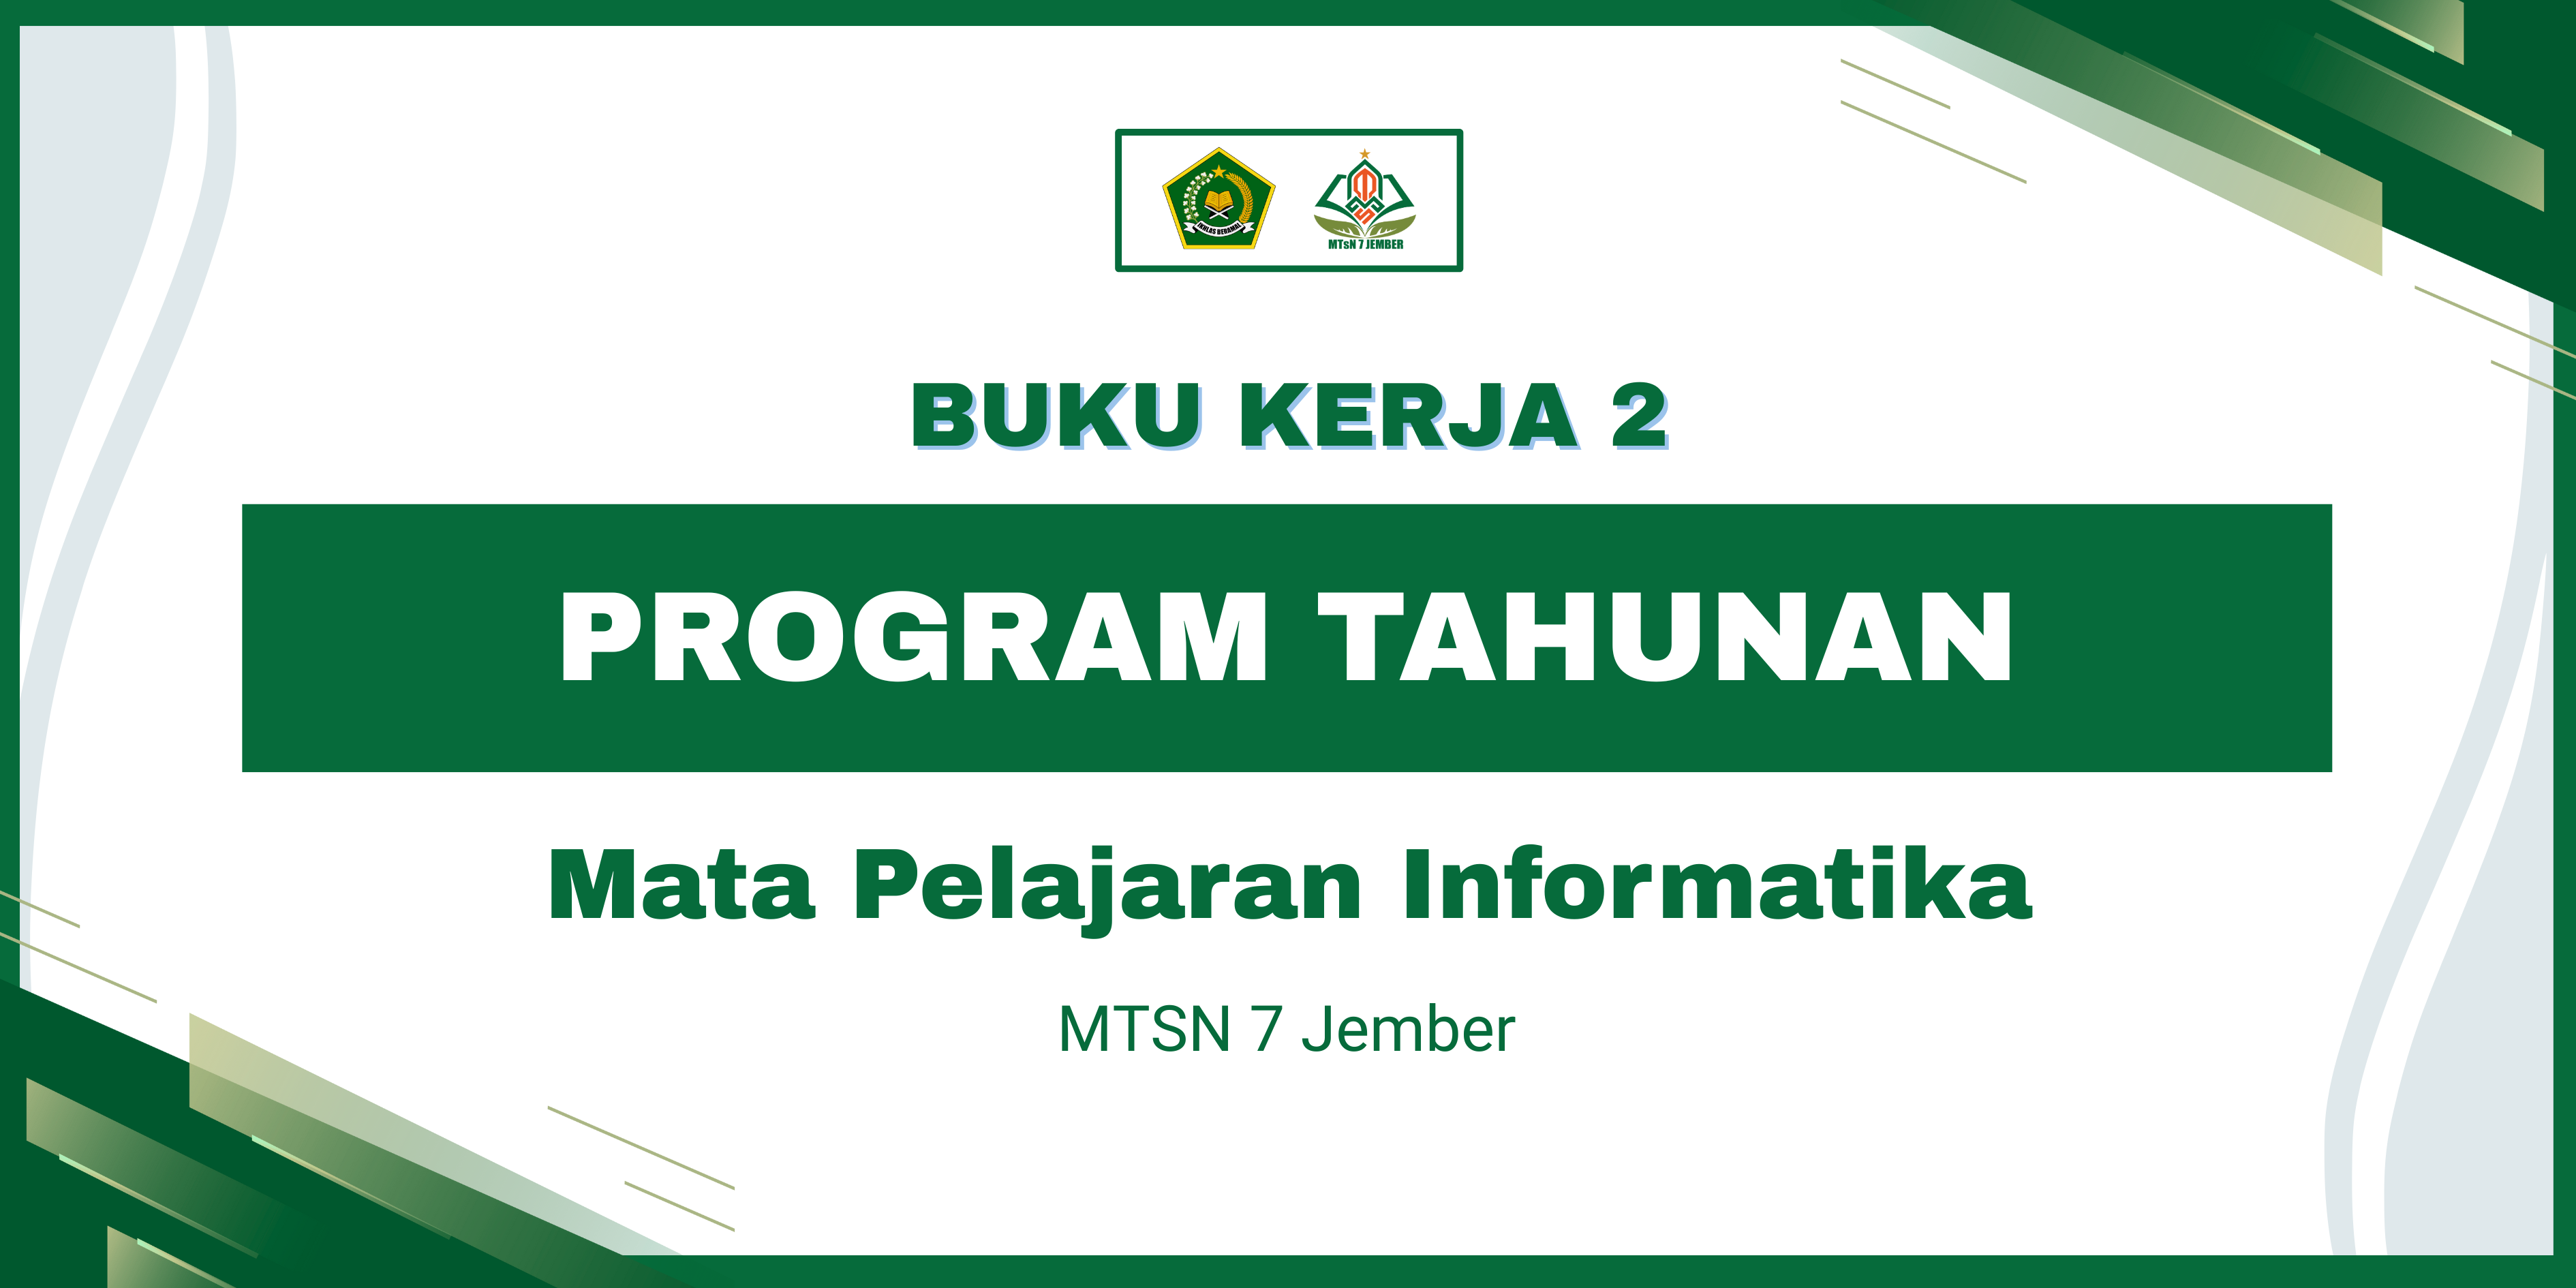 IKHLAS BERAMAL
MTsN 7 JEMBER
BUKU KERJA 2
PROGRAM TAHUNAN
Mata Pelajaran Informatika
MTSN 7 Jember